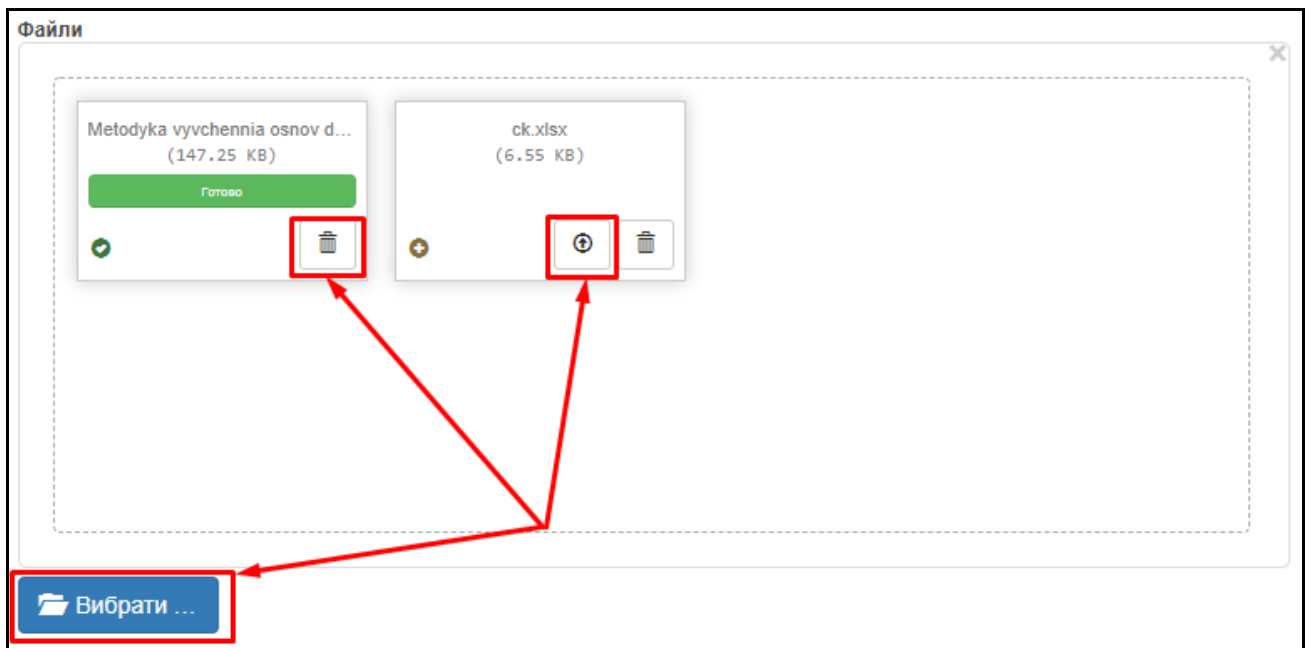 Файли
Metodyka vyvchennia osnov d...
(147.25 KB)
Готово
ck.xlsx
(6.55 KB)
Вибрати ...